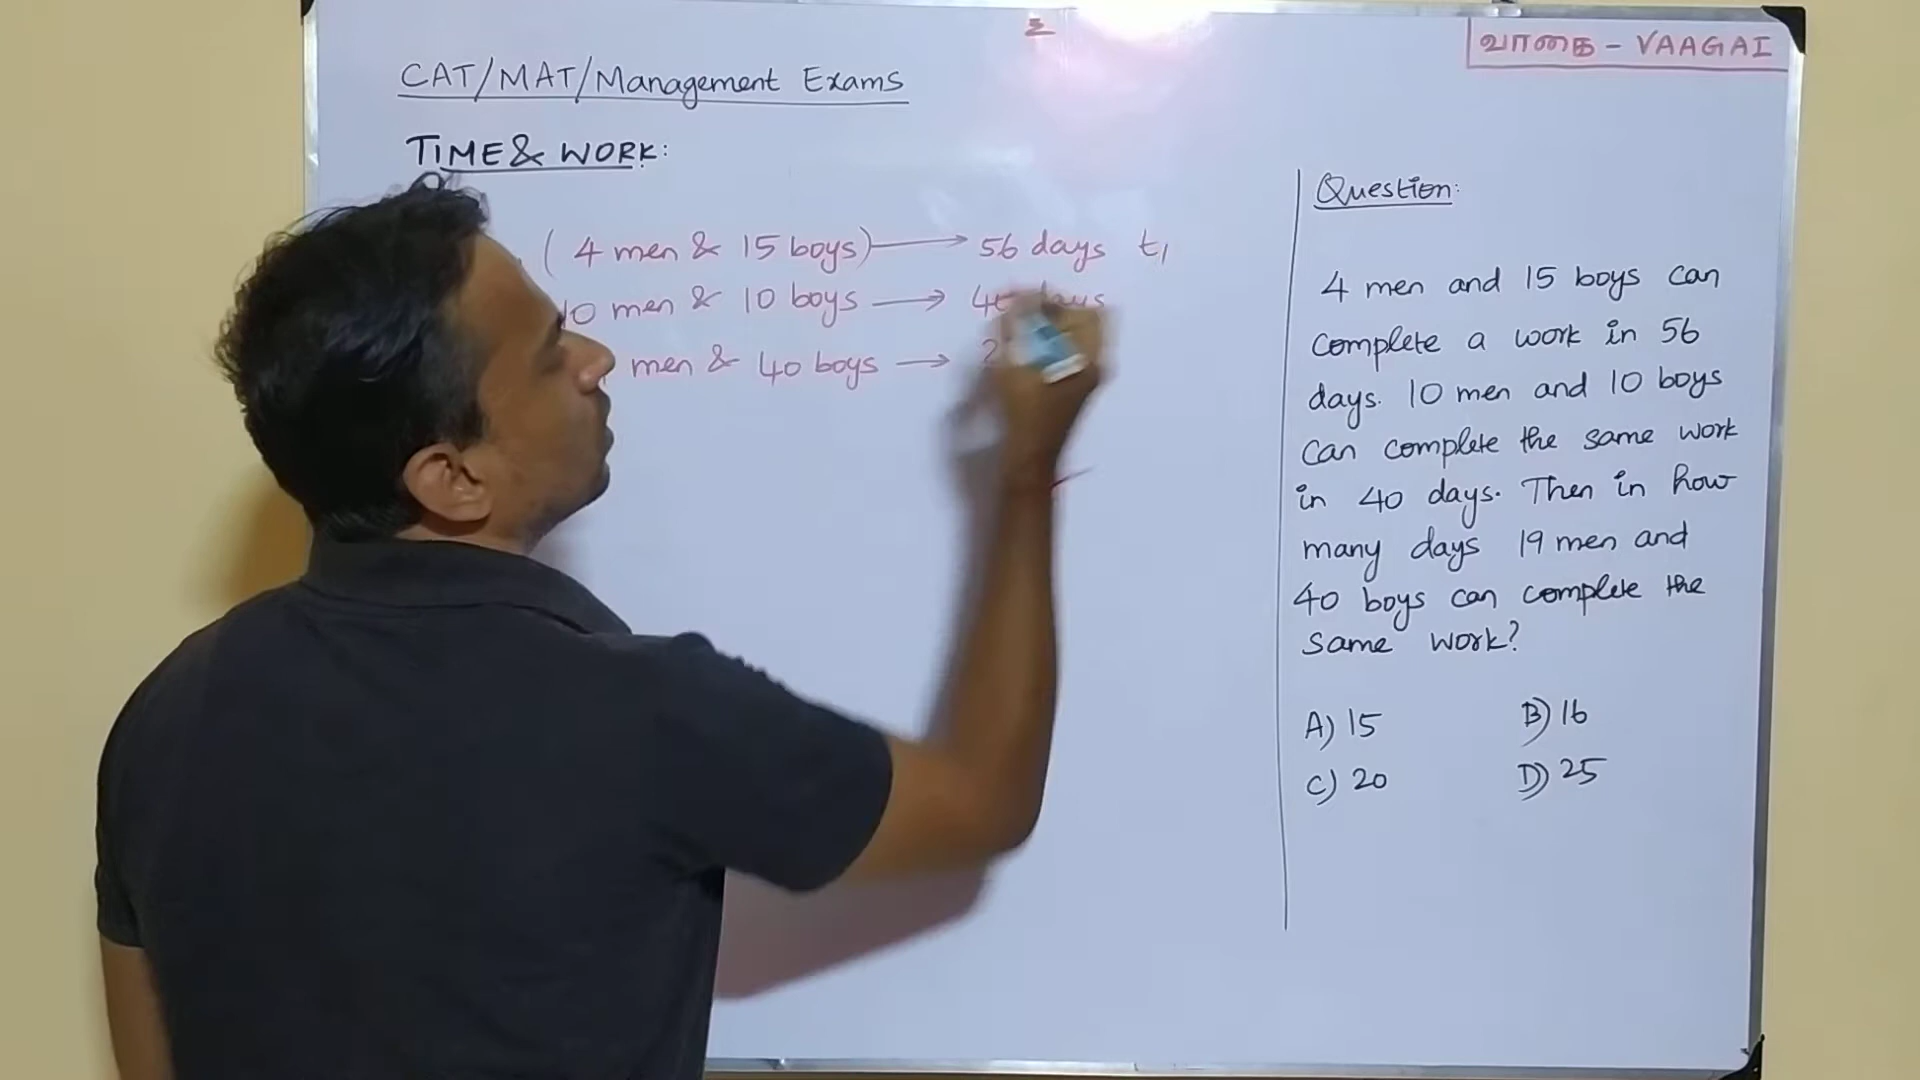 வாகை - VAAGAI
CAT/MAT/Management Exams
TIME & WORK:
(4 men & 15 boys) → 56 days t₁
10 men & 10 boys → 40 days
men & 40 boys →
Question:
4 men and 15 boys can
complete a work in 56
days. 10 men and 10 boys
can complete the same work
in 40 days. Then in how
many days 19 men and
40 boys can complete the
same work?
A) 15 B) 16
C) 20 D) 25